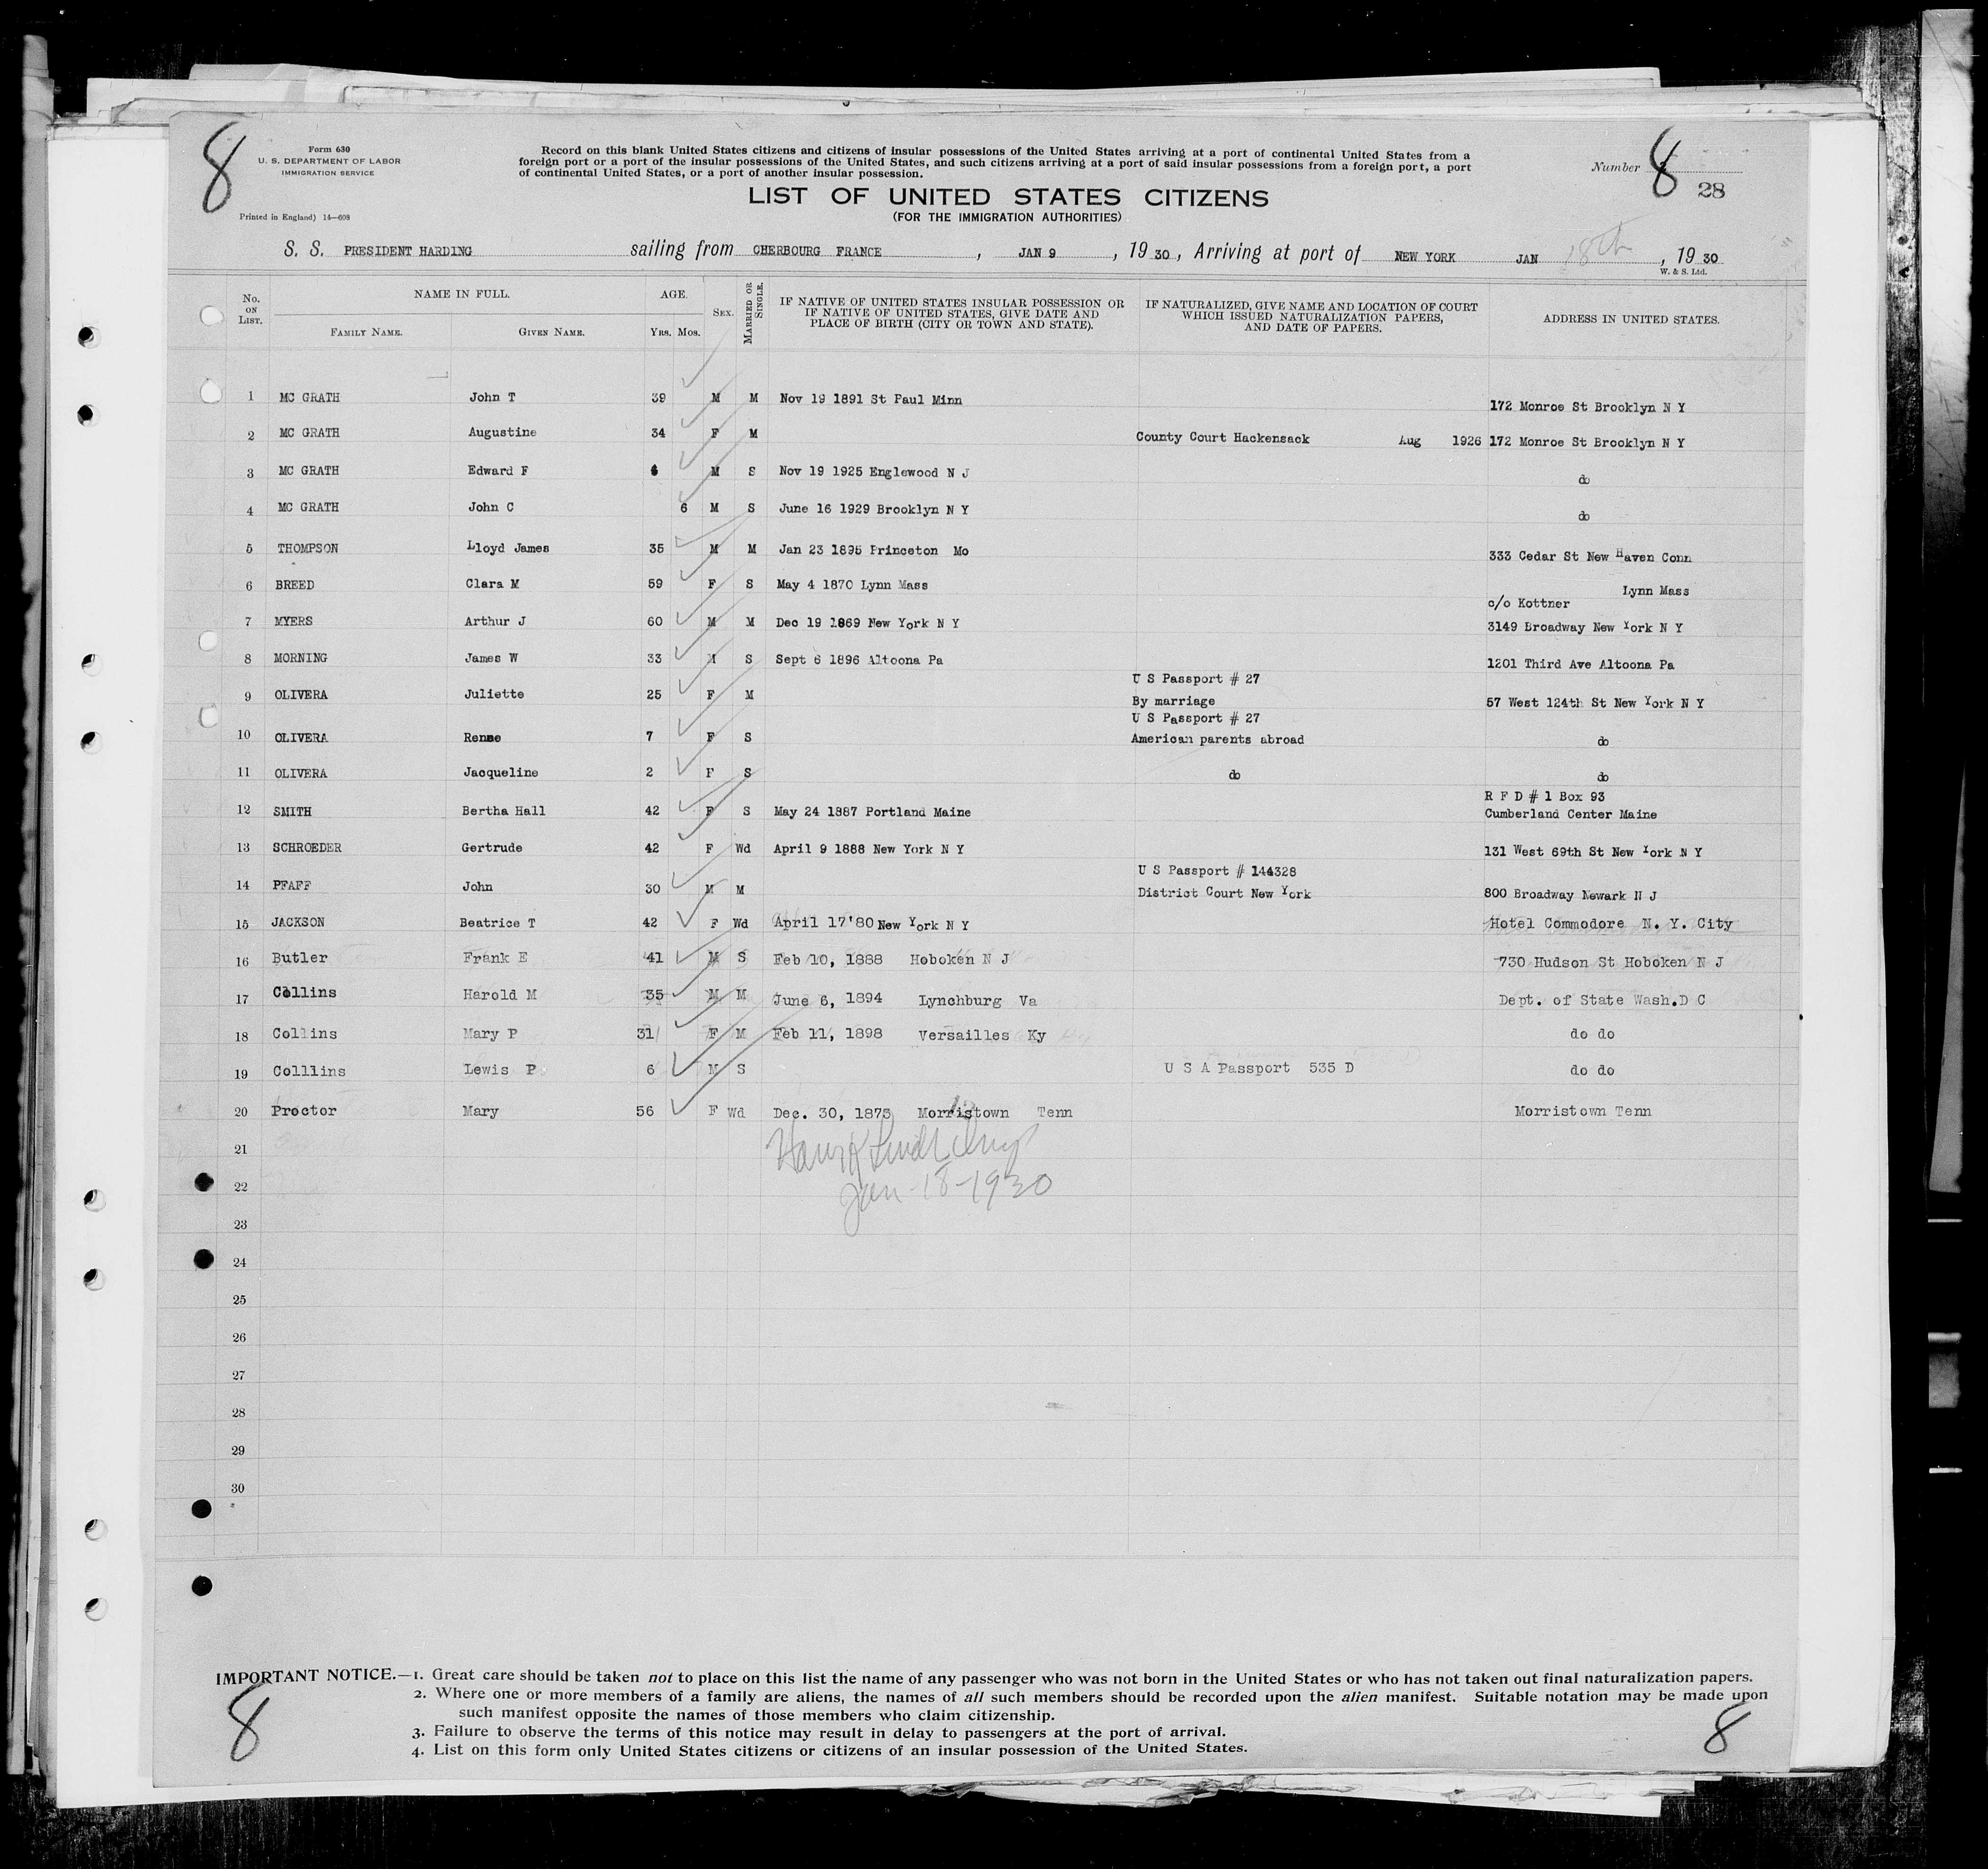 8
Form 630
U. S. DEPARTMENT OF LABOR
IMMIGRATION SERVICE
Printed in England) 14—608
Record on this blank United States citizens and citizens of insular possessions of the United States arriving at a port of continental United States from a
foreign port or a port of the insular possessions of the United States, and such citizens arriving at a port of said insular possessions from a foreign port, a port
of continental United States, or a port of another insular possession.
LIST OF UNITED STATES CITIZENS
(FOR THE IMMIGRATION AUTHORITIES)
Number 8
28
S. S. PRESIDENT HARDING sailing from CHERBOURG FRANCE , JAN 9 , 19 30 , Arriving at port of NEW YORK JAN 18th , 19 30
W. & S. Ltd.
No. ON LIST. NAME IN FULL. FAMILY NAME. GIVEN NAME. AGE. YRS. MOS. SEX. MARRIED OR SINGLE. IF NATIVE OF UNITED STATES INSULAR POSSESSION OR IF NATIVE OF UNITED STATES, GIVE DATE AND PLACE OF BIRTH (CITY OR TOWN AND STATE). IF NATURALIZED, GIVE NAME AND LOCATION OF COURT WHICH ISSUED NATURALIZATION PAPERS, AND DATE OF PAPERS. ADDRESS IN UNITED STATES.
1 MC GRATH John T 39 M M Nov 19 1891 St Paul Minn 172 Monroe St Brooklyn N Y
2 MC GRATH Augustine 34 F M County Court Hackensack Aug 1926 172 Monroe St Brooklyn N Y
3 MC GRATH Edward F 4 M S Nov 19 1925 Englewood N J do
4 MC GRATH John C 6 M S June 16 1929 Brooklyn N Y do
5 THOMPSON Lloyd James 35 M M Jan 23 1895 Princeton Mo 333 Cedar St New Haven Conn
6 BREED Clara M 59 F S May 4 1870 Lynn Mass Lynn Mass
c/o Kottner
7 MYERS Arthur J 60 M M Dec 19 1869 New York N Y 3149 Broadway New York N Y
8 MORNING James W 33 M S Sept 6 1896 Altoona Pa 1201 Third Ave Altoona Pa
U S Passport # 27
9 OLIVERA Juliette 25 F M By marriage 57 West 124th St New York N Y
U S Passport # 27
10 OLIVERA Renee 7 F S American parents abroad do
11 OLIVERA Jacqueline 2 F S do do
R F D # 1 Box 93
12 SMITH Bertha Hall 42 F S May 24 1887 Portland Maine Cumberland Center Maine
13 SCHROEDER Gertrude 42 F Wd April 9 1888 New York N Y 131 West 69th St New York N Y
U S Passport # 144328
14 PFAFF John 30 M M District Court New York 800 Broadway Newark N J
15 JACKSON Beatrice T 42 F Wd April 17'80 New York N Y Hotel Commodore N. Y. City
16 Butler Frank E 41 M S Feb 10, 1888 Hoboken N J 730 Hudson St Hoboken N J
17 Collins Harold M 35 M M June 6, 1894 Lynchburg Va Dept. of State Wash.D C
18 Collins Mary P 31 F M Feb 11, 1898 Versailles Ky do do
19 Colllins Lewis P 6 M S U S A Passport 535 D do do
20 Proctor Mary 56 F Wd Dec. 30, 1873 Morristown Tenn Morristown Tenn
21
Jan-18-1930
22
23
24
25
26
27
28
29
30
IMPORTANT NOTICE.—1. Great care should be taken not to place on this list the name of any passenger who was not born in the United States or who has not taken out final naturalization papers.
2. Where one or more members of a family are aliens, the names of all such members should be recorded upon the alien manifest. Suitable notation may be made upon
such manifest opposite the names of those members who claim citizenship.
3. Failure to observe the terms of this notice may result in delay to passengers at the port of arrival.
4. List on this form only United States citizens or citizens of an insular possession of the United States.
8
8